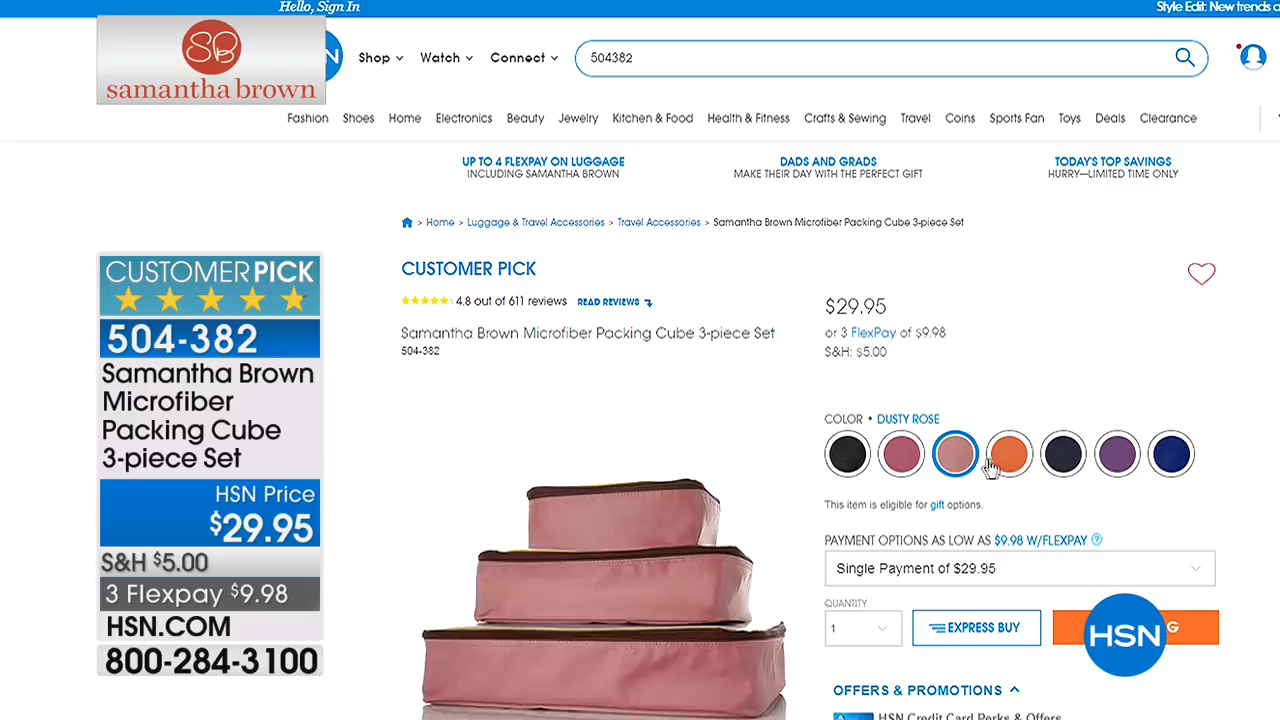 Hello, Sign In
Style Edit: New trends
SB
samantha brown
N
Shop
Watch
Connect
504382
Fashion
Shoes
Home
Electronics
Beauty
Jewelry
Kitchen & Food
Health & Fitness
Crafts & Sewing
Travel
Coins
Sports Fan
Toys
Deals
Clearance
UP TO 4 FLEXPAY ON LUGGAGE
INCLUDING SAMANTHA BROWN
DADS AND GRADS
MAKE THEIR DAY WITH THE PERFECT GIFT
TODAY'S TOP SAVINGS
HURRY—LIMITED TIME ONLY
> Home > Luggage & Travel Accessories > Travel Accessories > Samantha Brown Microfiber Packing Cube 3-piece Set
CUSTOMER PICK
504-382
Samantha Brown
Microfiber
Packing Cube
3-piece Set
HSN Price
$29.95
S&H $5.00
3 Flexpay $9.98
HSN.COM
800-284-3100
CUSTOMER PICK
4.8 out of 611 reviews READ REVIEWS
Samantha Brown Microfiber Packing Cube 3-piece Set
504-382
$29.95
or 3 FlexPay of $9.98
S&H: $5.00
COLOR • DUSTY ROSE
This item is eligible for gift options.
PAYMENT OPTIONS AS LOW AS $9.98 W/FLEXPAY ?
Single Payment of $29.95
QUANTITY
1
EXPRESS BUY
G
HSN
OFFERS & PROMOTIONS
HSN Credit Card Perks & Offers